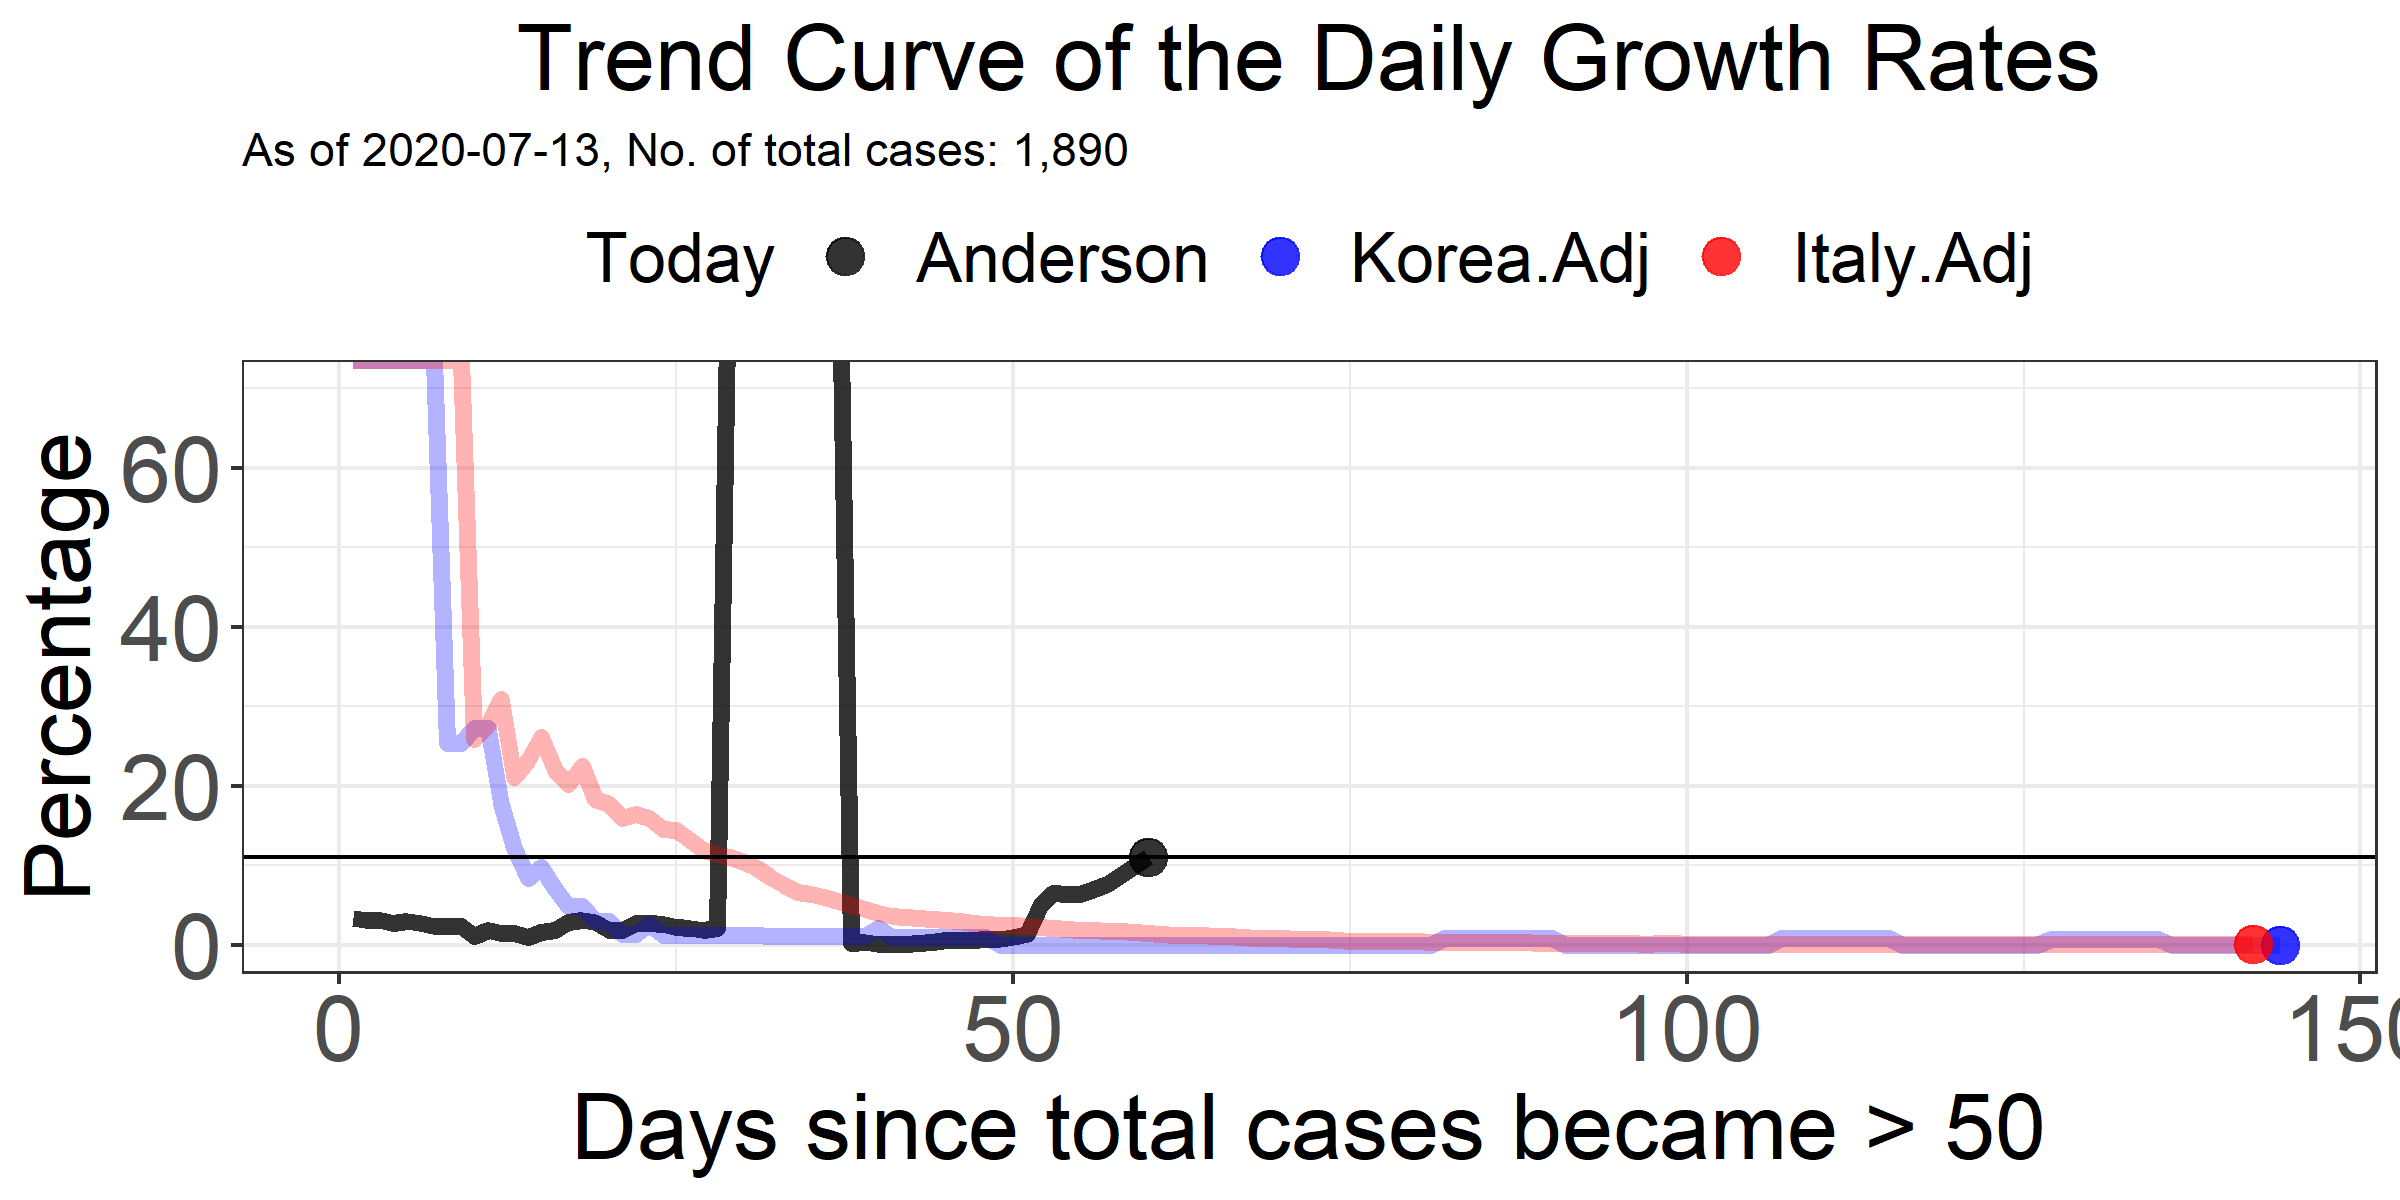 Trend Curve of the Daily Growth Rates
As of 2020-07-13, No. of total cases: 1,890
Today Anderson Korea.Adj Italy.Adj
Percentage
60
40
20
0
0 50 100 150
Days since total cases became > 50